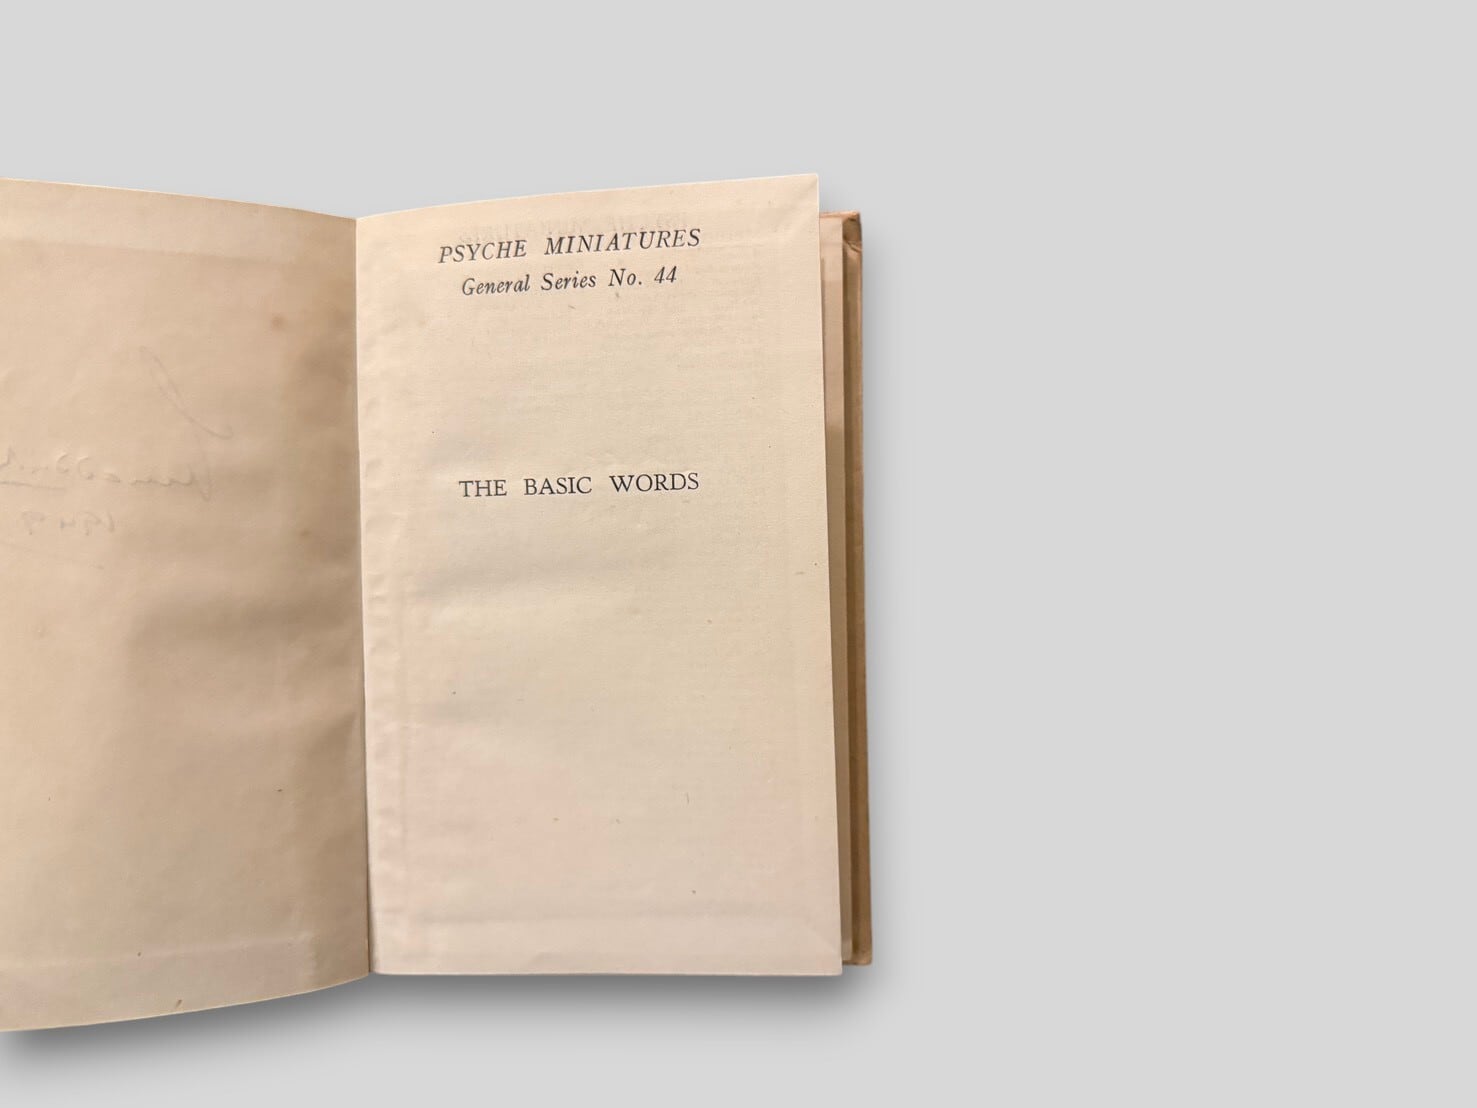 PSYCHE MINIATURES
General Series No. 44
THE BASIC WORDS